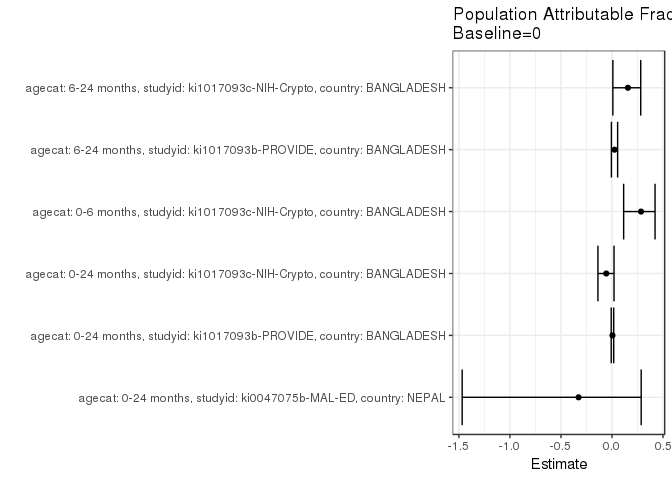 Population Attributable Frac
Baseline=0
agecat: 6-24 months, studyid: ki1017093c-NIH-Crypto, country: BANGLADESH
agecat: 6-24 months, studyid: ki1017093b-PROVIDE, country: BANGLADESH
agecat: 0-6 months, studyid: ki1017093c-NIH-Crypto, country: BANGLADESH
agecat: 0-24 months, studyid: ki1017093c-NIH-Crypto, country: BANGLADESH
agecat: 0-24 months, studyid: ki1017093b-PROVIDE, country: BANGLADESH
agecat: 0-24 months, studyid: ki0047075b-MAL-ED, country: NEPAL
-1.5 -1.0 -0.5 0.0 0.5
Estimate